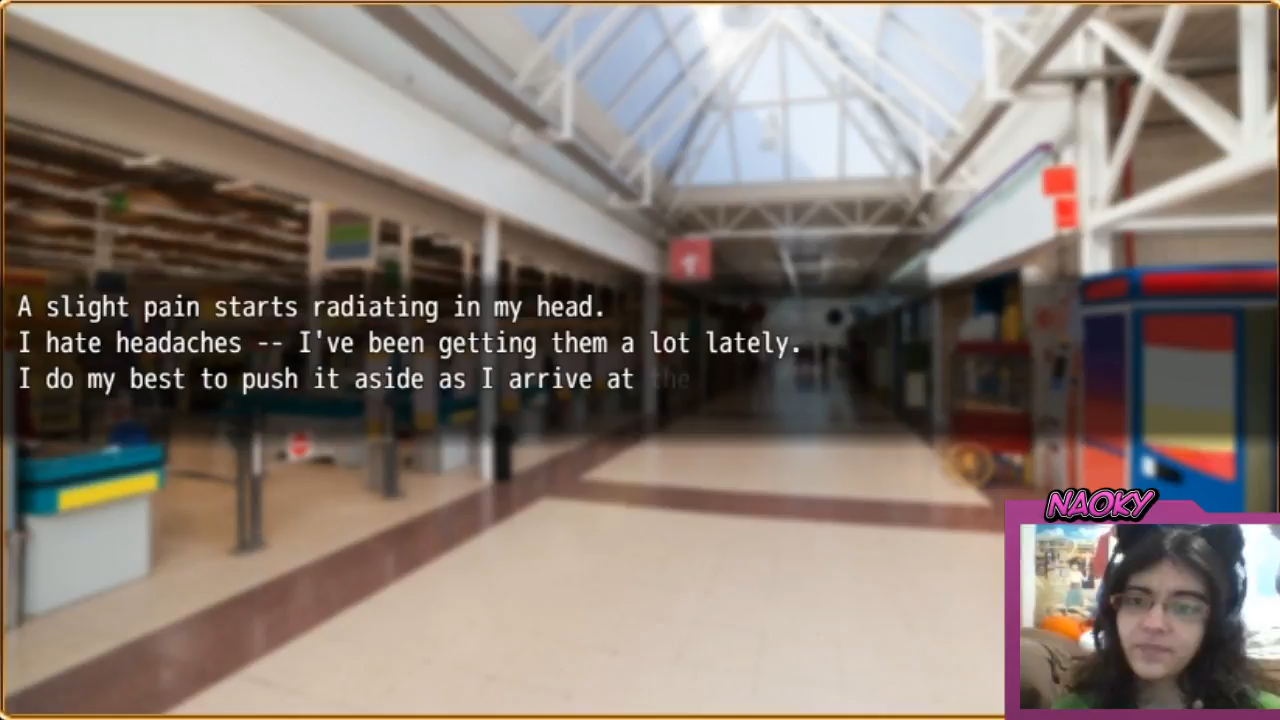 A slight pain starts radiating in my head.
I hate headaches -- I've been getting them a lot lately.
I do my best to push it aside as I arrive at the
NAOKY